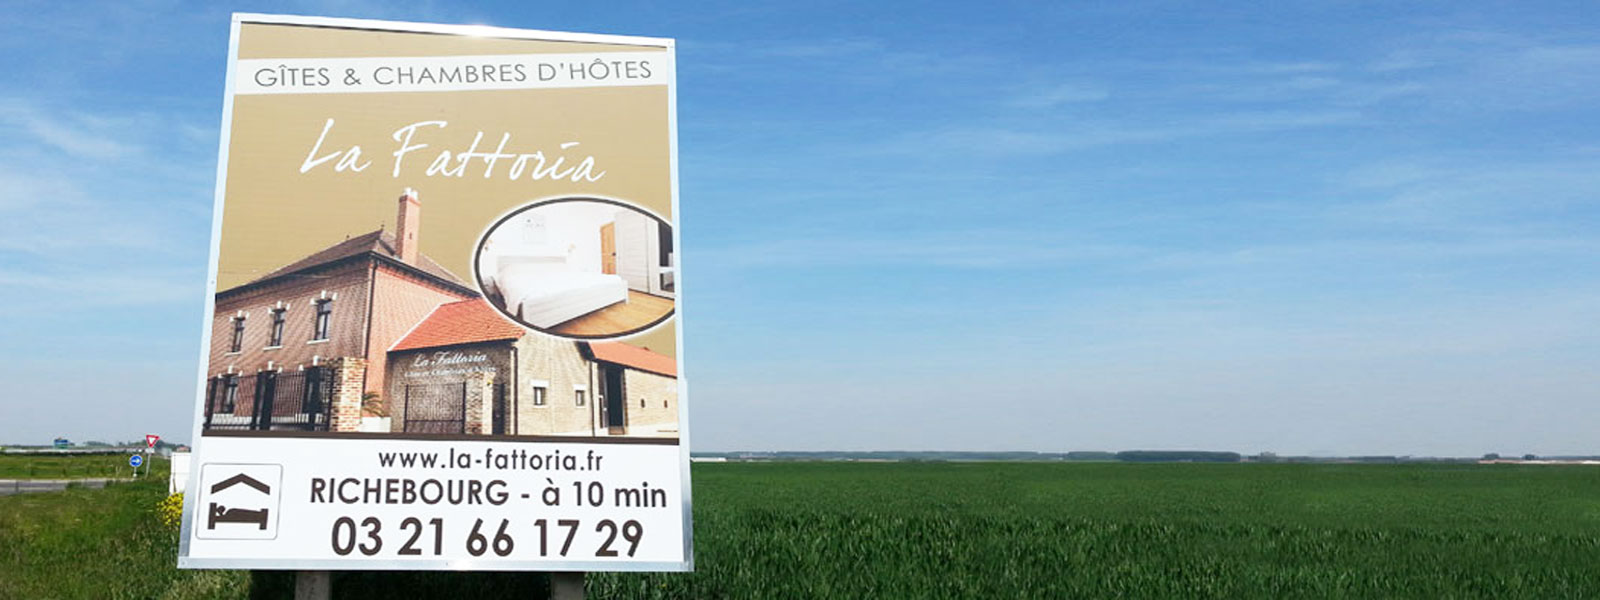 GÎTES & CHAMBRES D'HÔTES
La Fattoria
La Fattoria
www.la-fattoria.fr
RICHEBOURG - à 10 min
03 21 66 17 29